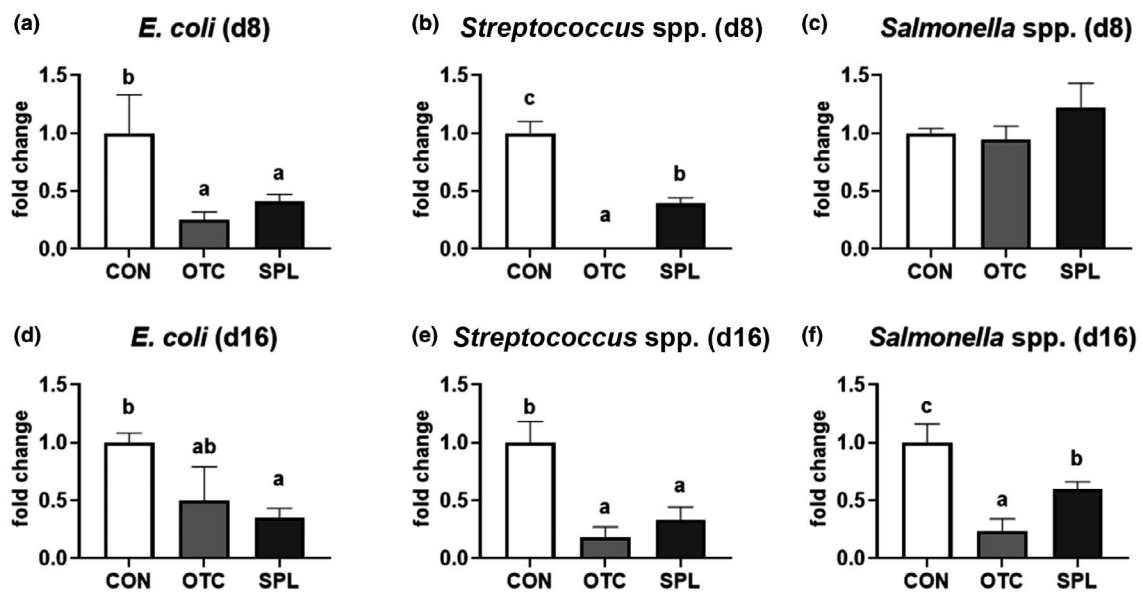 (a) E. coli (d8)
fold change
1.5
1.0
0.5
0.0
b
a
a
CON OTC SPL
(b) Streptococcus spp. (d8)
fold change
1.5
1.0
0.5
0.0
c
a
b
CON OTC SPL
(c) Salmonella spp. (d8)
fold change
1.5
1.0
0.5
0.0
CON OTC SPL
(d) E. coli (d16)
fold change
1.5
1.0
0.5
0.0
b
ab
a
CON OTC SPL
(e) Streptococcus spp. (d16)
fold change
1.5
1.0
0.5
0.0
b
a
a
CON OTC SPL
(f) Salmonella spp. (d16)
fold change
1.5
1.0
0.5
0.0
c
a
b
CON OTC SPL